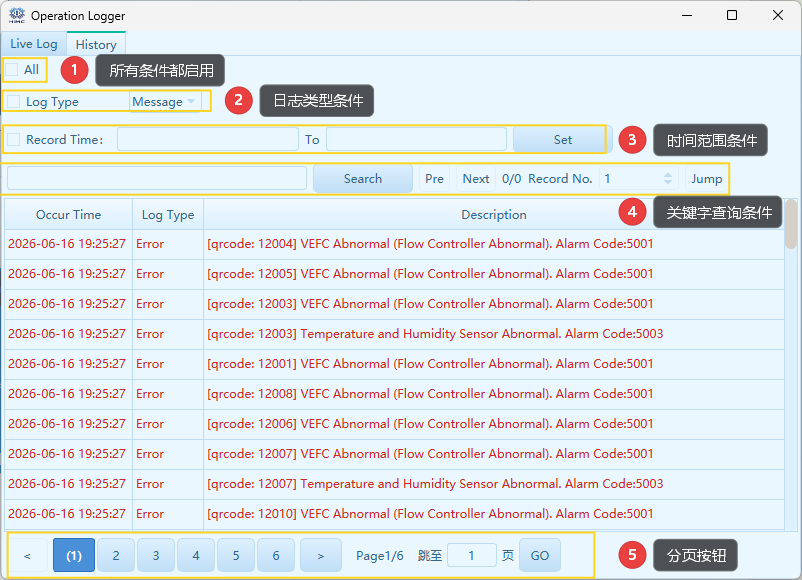 Operation Logger
Live Log History
All 1 所有条件都启用
Log Type Message 2 日志类型条件
Record Time: To Set 3 时间范围条件
Search Pre Next 0/0 Record No. 1 Jump
4 关键字查询条件
Occur Time Log Type Description
2026-06-16 19:25:27 Error [qrcode: 12004] VEFC Abnormal (Flow Controller Abnormal). Alarm Code:5001
2026-06-16 19:25:27 Error [qrcode: 12005] VEFC Abnormal (Flow Controller Abnormal). Alarm Code:5001
2026-06-16 19:25:27 Error [qrcode: 12003] VEFC Abnormal (Flow Controller Abnormal). Alarm Code:5001
2026-06-16 19:25:27 Error [qrcode: 12003] Temperature and Humidity Sensor Abnormal. Alarm Code:5003
2026-06-16 19:25:27 Error [qrcode: 12001] VEFC Abnormal (Flow Controller Abnormal). Alarm Code:5001
2026-06-16 19:25:27 Error [qrcode: 12008] VEFC Abnormal (Flow Controller Abnormal). Alarm Code:5001
2026-06-16 19:25:27 Error [qrcode: 12006] VEFC Abnormal (Flow Controller Abnormal). Alarm Code:5001
2026-06-16 19:25:27 Error [qrcode: 12007] VEFC Abnormal (Flow Controller Abnormal). Alarm Code:5001
2026-06-16 19:25:27 Error [qrcode: 12007] Temperature and Humidity Sensor Abnormal. Alarm Code:5003
2026-06-16 19:25:27 Error [qrcode: 12010] VEFC Abnormal (Flow Controller Abnormal). Alarm Code:5001
< (1) 2 3 4 5 6 > Page1/6 跳至 1 页 GO 5 分页按钮